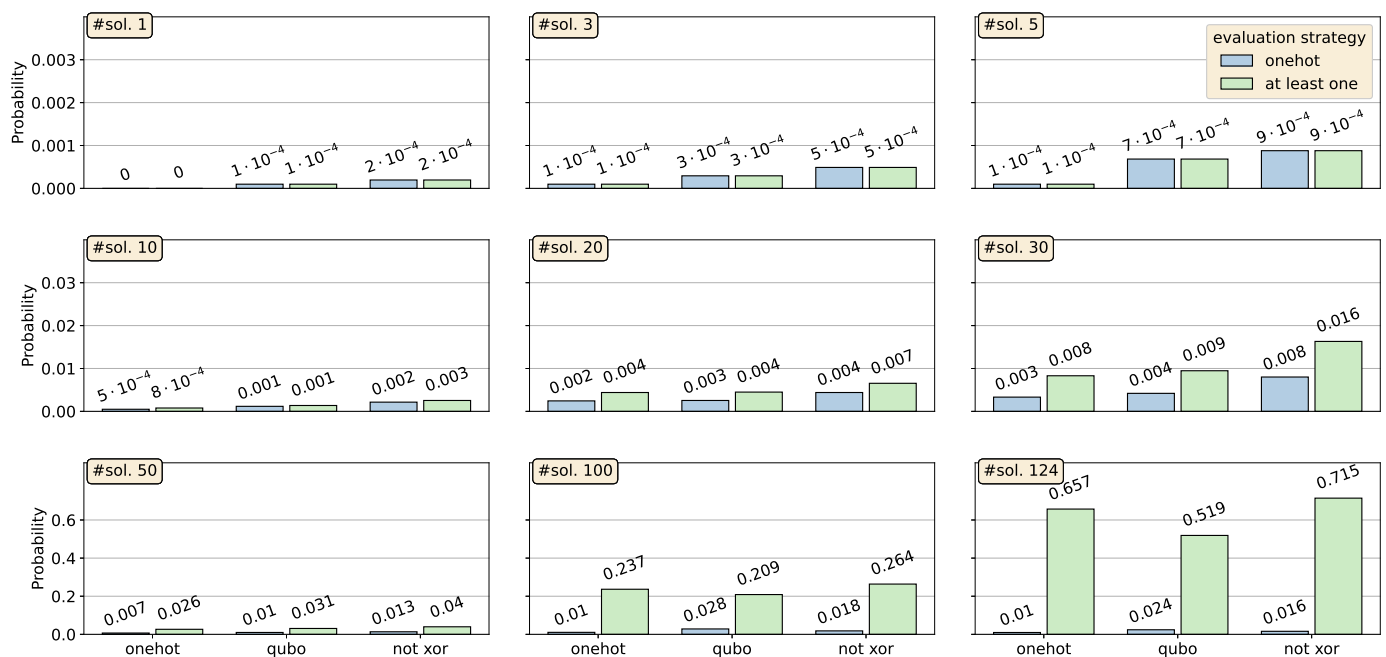 #sol. 1
#sol. 3
#sol. 5
evaluation strategy
onehot
at least one
Probability
0.003
0.002
0.001
0.000
0
0
1·10⁻⁴
1·10⁻⁴
2·10⁻⁴
2·10⁻⁴
1·10⁻⁴
1·10⁻⁴
3·10⁻⁴
3·10⁻⁴
5·10⁻⁴
5·10⁻⁴
1·10⁻⁴
1·10⁻⁴
7·10⁻⁴
7·10⁻⁴
9·10⁻⁴
9·10⁻⁴
#sol. 10
#sol. 20
#sol. 30
Probability
0.03
0.02
0.01
0.00
5·10⁻⁴
8·10⁻⁴
0.001
0.001
0.002
0.003
0.002
0.004
0.003
0.004
0.004
0.007
0.003
0.008
0.004
0.009
0.008
0.016
#sol. 50
#sol. 100
#sol. 124
Probability
0.6
0.4
0.2
0.0
0.007
0.026
0.01
0.031
0.013
0.04
0.01
0.237
0.028
0.209
0.018
0.264
0.01
0.657
0.024
0.519
0.016
0.715
onehot
qubo
not xor
onehot
qubo
not xor
onehot
qubo
not xor